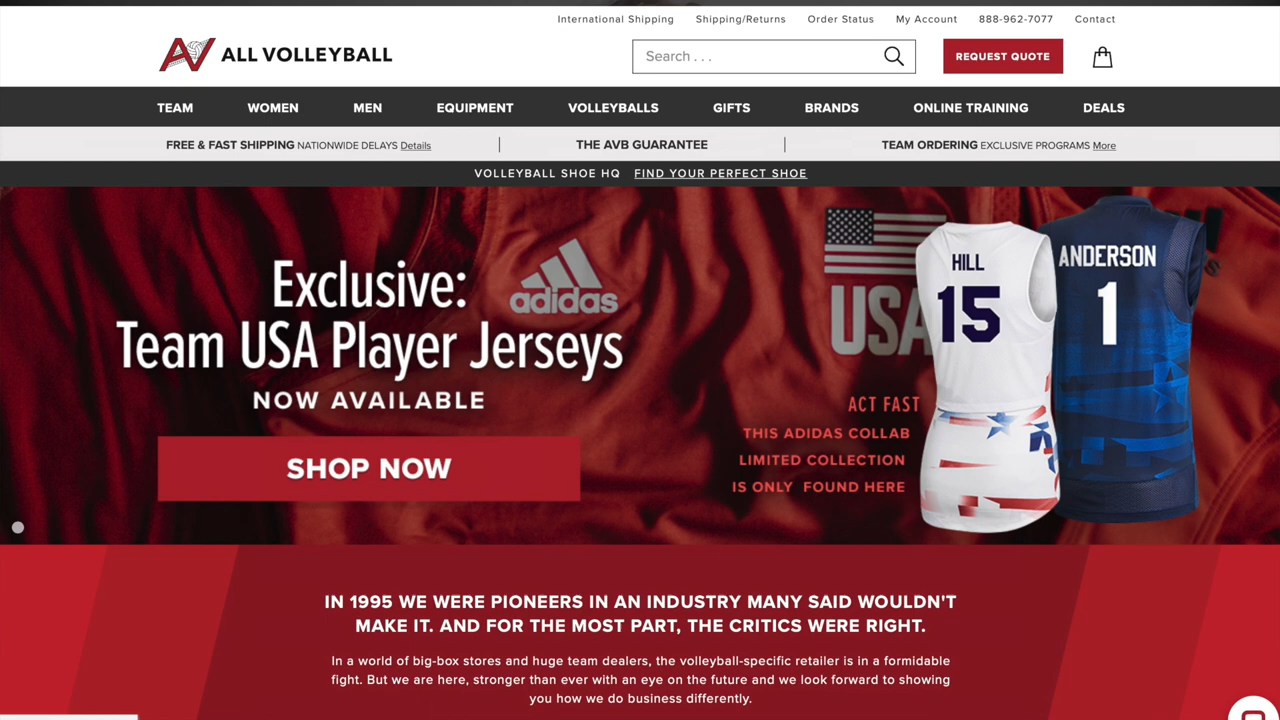 International Shipping Shipping/Returns Order Status My Account 888-962-7077 Contact
AV ALL VOLLEYBALL
Search . . .
REQUEST QUOTE
TEAM WOMEN MEN EQUIPMENT VOLLEYBALLS GIFTS BRANDS ONLINE TRAINING DEALS
FREE & FAST SHIPPING NATIONWIDE DELAYS Details | THE AVB GUARANTEE | TEAM ORDERING EXCLUSIVE PROGRAMS More
VOLLEYBALL SHOE HQ FIND YOUR PERFECT SHOE
Exclusive:
Team USA Player Jerseys
NOW AVAILABLE
SHOP NOW
adidas
USA
HILL
15
ANDERSON
1
ACT FAST
THIS ADIDAS COLLAB
LIMITED COLLECTION
IS ONLY FOUND HERE
IN 1995 WE WERE PIONEERS IN AN INDUSTRY MANY SAID WOULDN'T
MAKE IT. AND FOR THE MOST PART, THE CRITICS WERE RIGHT.
In a world of big-box stores and huge team dealers, the volleyball-specific retailer is in a formidable
fight. But we are here, stronger than ever with an eye on the future and we look forward to showing
you how we do business differently.